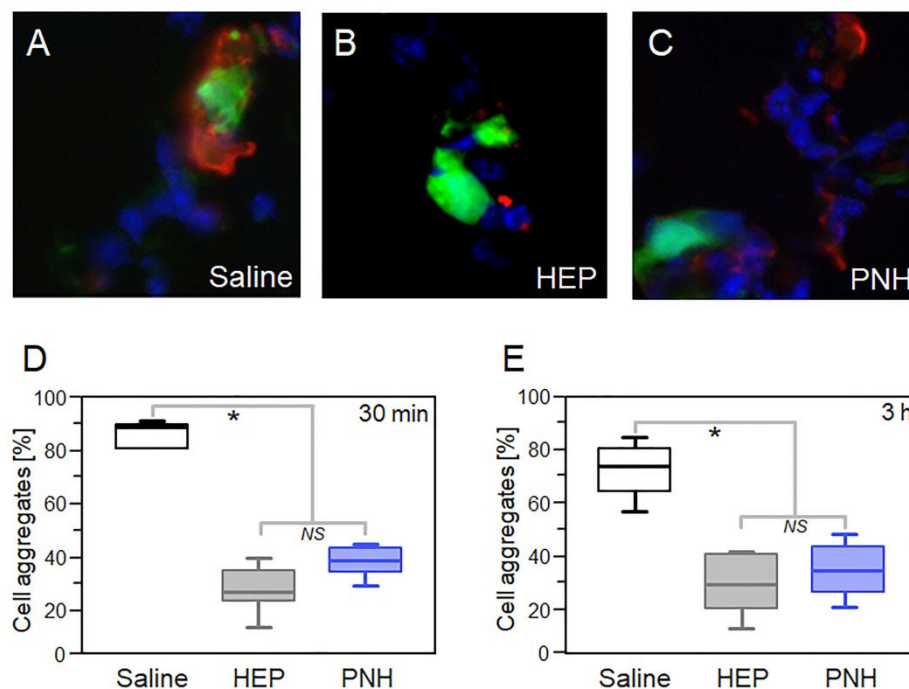 A
B
C
Saline
HEP
PNH
D
E
100
80
60
40
20
0
Cell aggregates [%]
30 min
*
NS
Saline
HEP
PNH
100
80
60
40
20
0
Cell aggregates [%]
3 h
*
NS
Saline
HEP
PNH